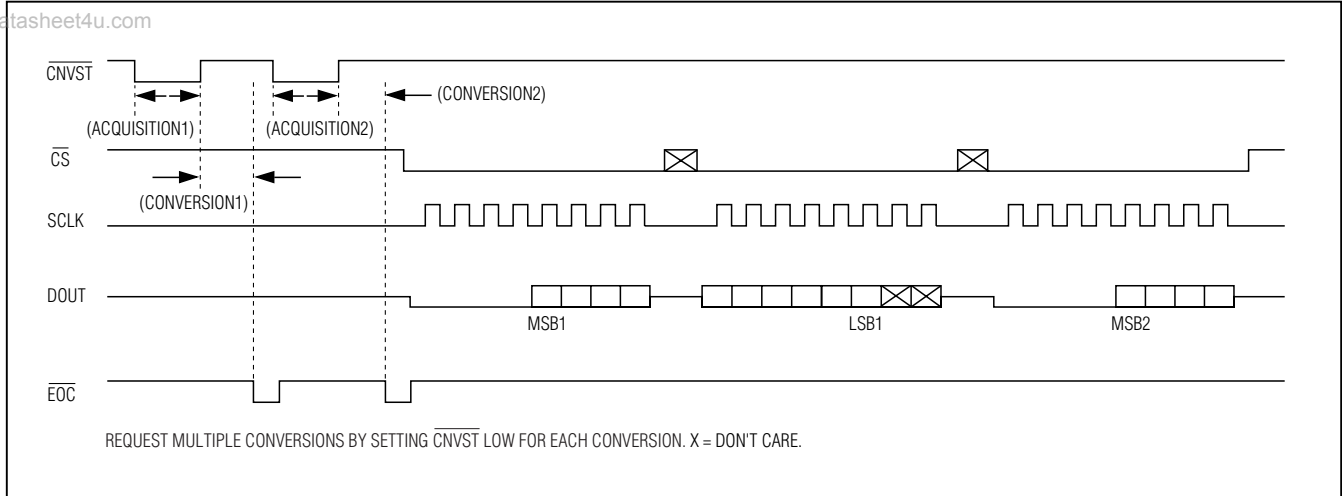 atasheet4u.com
CNVST
(CONVERSION2)
(ACQUISITION1)
(ACQUISITION2)
CS
(CONVERSION1)
SCLK
DOUT
MSB1
LSB1
MSB2
EOC
REQUEST MULTIPLE CONVERSIONS BY SETTING CNVST LOW FOR EACH CONVERSION. X = DON'T CARE.